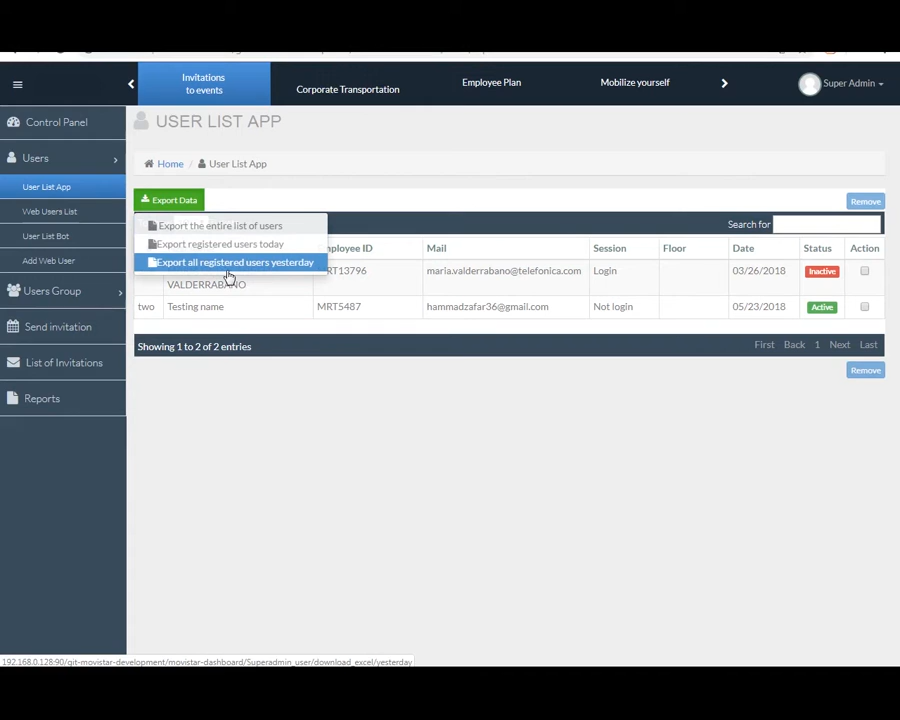 Invitations
to events
Corporate Transportation
Employee Plan
Mobilize yourself
Super Admin
Control Panel
USER LIST APP
Users
Home / User List App
User List App
Export Data
Remove
Web Users List
Export the entire list of users
Search for
User List Bot
Export registered users today
Employee ID
Mail
Session
Floor
Date
Status
Action
Add Web User
Export all registered users yesterday
MRT13796
maria.valderrabano@telefonica.com
Login
03/26/2018
Inactive
VALDERRABANO
Users Group
two
Testing name
MRT5487
hammadzafar36@gmail.com
Not login
05/23/2018
Active
Send invitation
Showing 1 to 2 of 2 entries
First Back 1 Next Last
List of Invitations
Remove
Reports
192.168.0.128:90/git-movistar-development/movistar-dashboard/Superadmin_user/download_excel/yesterday